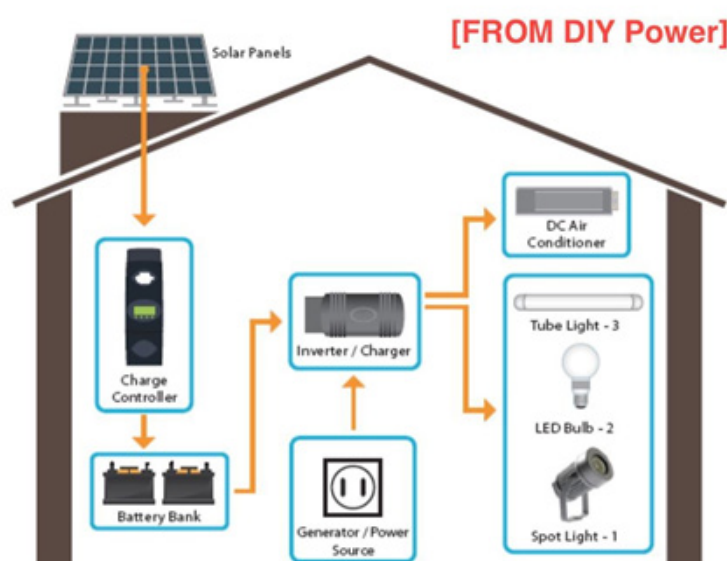 [FROM DIY Power]
Solar Panels
DC Air
Conditioner
Tube Light - 3
Inverter / Charger
Charge
Controller
LED Bulb - 2
Battery Bank
Generator / Power
Source
Spot Light - 1